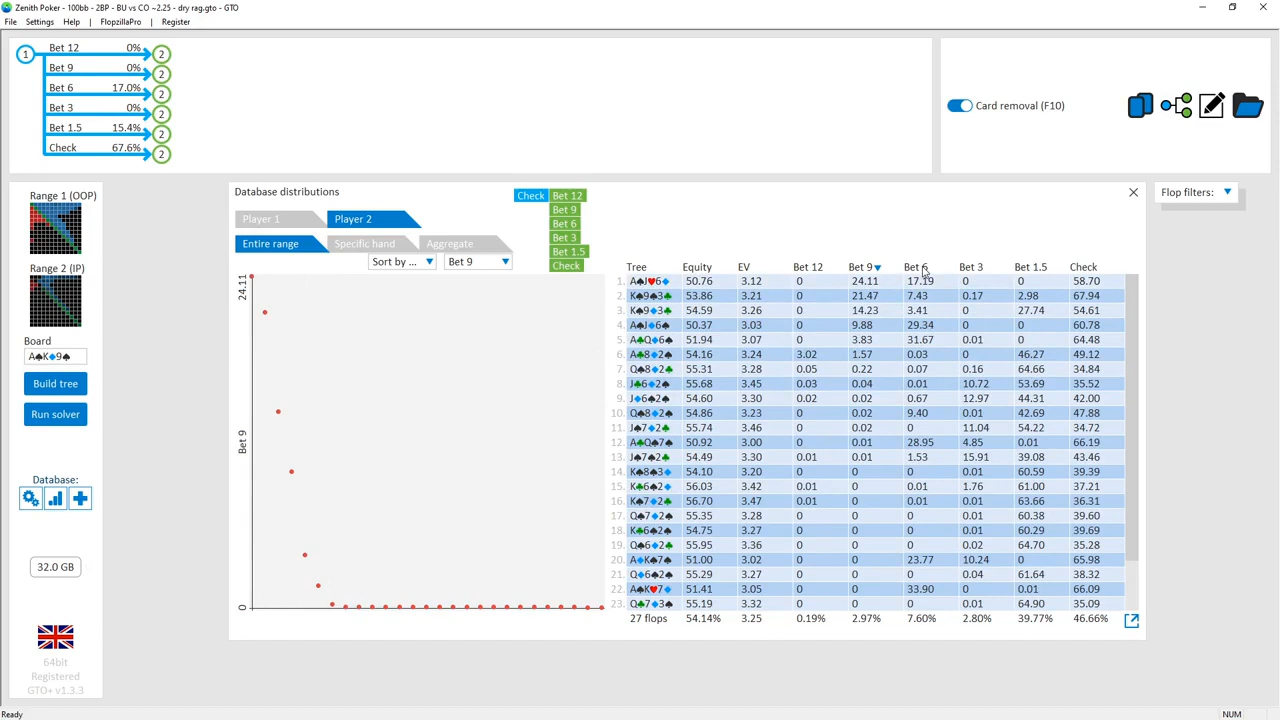 Zenith Poker - 100bb - 2BP - BU vs CO ~2.25 - dry rag.gto - GTO
File Settings Help | FlopzillaPro | Register
1 Bet 12 0% 2
Bet 9 0% 2
Bet 6 17.0% 2
Bet 3 0% 2
Bet 1.5 15.4% 2
Check 67.6% 2
Card removal (F10)
Range 1 (OOP)
Range 2 (IP)
Board
A♠K♦9♠
Build tree
Run solver
Database:
32.0 GB
64bit
Registered
GTO+ v1.3.3
Database distributions
Check Bet 12
Bet 9
Bet 6
Bet 3
Bet 1.5
Check
Player 1 Player 2
Entire range Specific hand Aggregate
Sort by ... ▼ Bet 9 ▼
Flop filters: ▼
24.11
Bet 9
0
Tree Equity EV Bet 12 Bet 9▼ Bet 6 Bet 3 Bet 1.5 Check
1. A♠J♥6♦ 50.76 3.12 0 24.11 17.19 0 0 58.70
2. K♠9♠3♣ 53.86 3.21 0 21.47 7.43 0.17 2.98 67.94
3. K♠9♦3♣ 54.59 3.26 0 14.23 3.41 0 27.74 54.61
4. A♠J♦6♠ 50.37 3.03 0 9.88 29.34 0 0 60.78
5. A♣Q♦6♠ 51.94 3.07 0 3.83 31.67 0.01 0 64.48
6. A♣8♦2♠ 54.16 3.24 3.02 1.57 0.03 0 46.27 49.12
7. Q♠8♦2♣ 55.31 3.28 0.05 0.22 0.07 0.16 64.66 34.84
8. J♣6♦2♠ 55.68 3.45 0.03 0.04 0.01 10.72 53.69 35.52
9. J♦6♠2♠ 54.60 3.30 0.02 0.02 0.67 12.97 44.31 42.00
10. Q♠8♦2♠ 54.86 3.23 0 0.02 9.40 0.01 42.69 47.88
11. J♠7♦2♣ 55.74 3.46 0 0.02 0 11.04 54.22 34.72
12. A♣Q♠7♠ 50.92 3.00 0 0.01 28.95 4.85 0.01 66.19
13. J♠7♠2♣ 54.49 3.30 0.01 0.01 1.53 15.91 39.08 43.46
14. K♠8♠3♦ 54.10 3.20 0 0 0 0.01 60.59 39.39
15. K♣6♠2♦ 56.03 3.42 0.01 0 0.01 1.76 61.00 37.21
16. K♠7♦2♣ 56.70 3.47 0.01 0 0.01 0.01 63.66 36.31
17. Q♠7♦2♠ 55.35 3.28 0 0 0 0.01 60.38 39.60
18. K♣6♠2♠ 54.75 3.27 0 0 0 0.01 60.29 39.69
19. Q♠6♦2♣ 55.95 3.36 0 0 0 0.02 64.70 35.28
20. A♦K♠7♠ 51.00 3.02 0 0 23.77 10.24 0 65.98
21. Q♦6♠2♠ 55.29 3.27 0 0 0 0.04 61.64 38.32
22. A♠K♥7♦ 51.41 3.05 0 0 33.90 0 0.01 66.09
23. Q♣7♦3♠ 55.19 3.32 0 0 0 0.01 64.90 35.09
27 flops 54.14% 3.25 0.19% 2.97% 7.60% 2.80% 39.77% 46.66%
Ready NUM